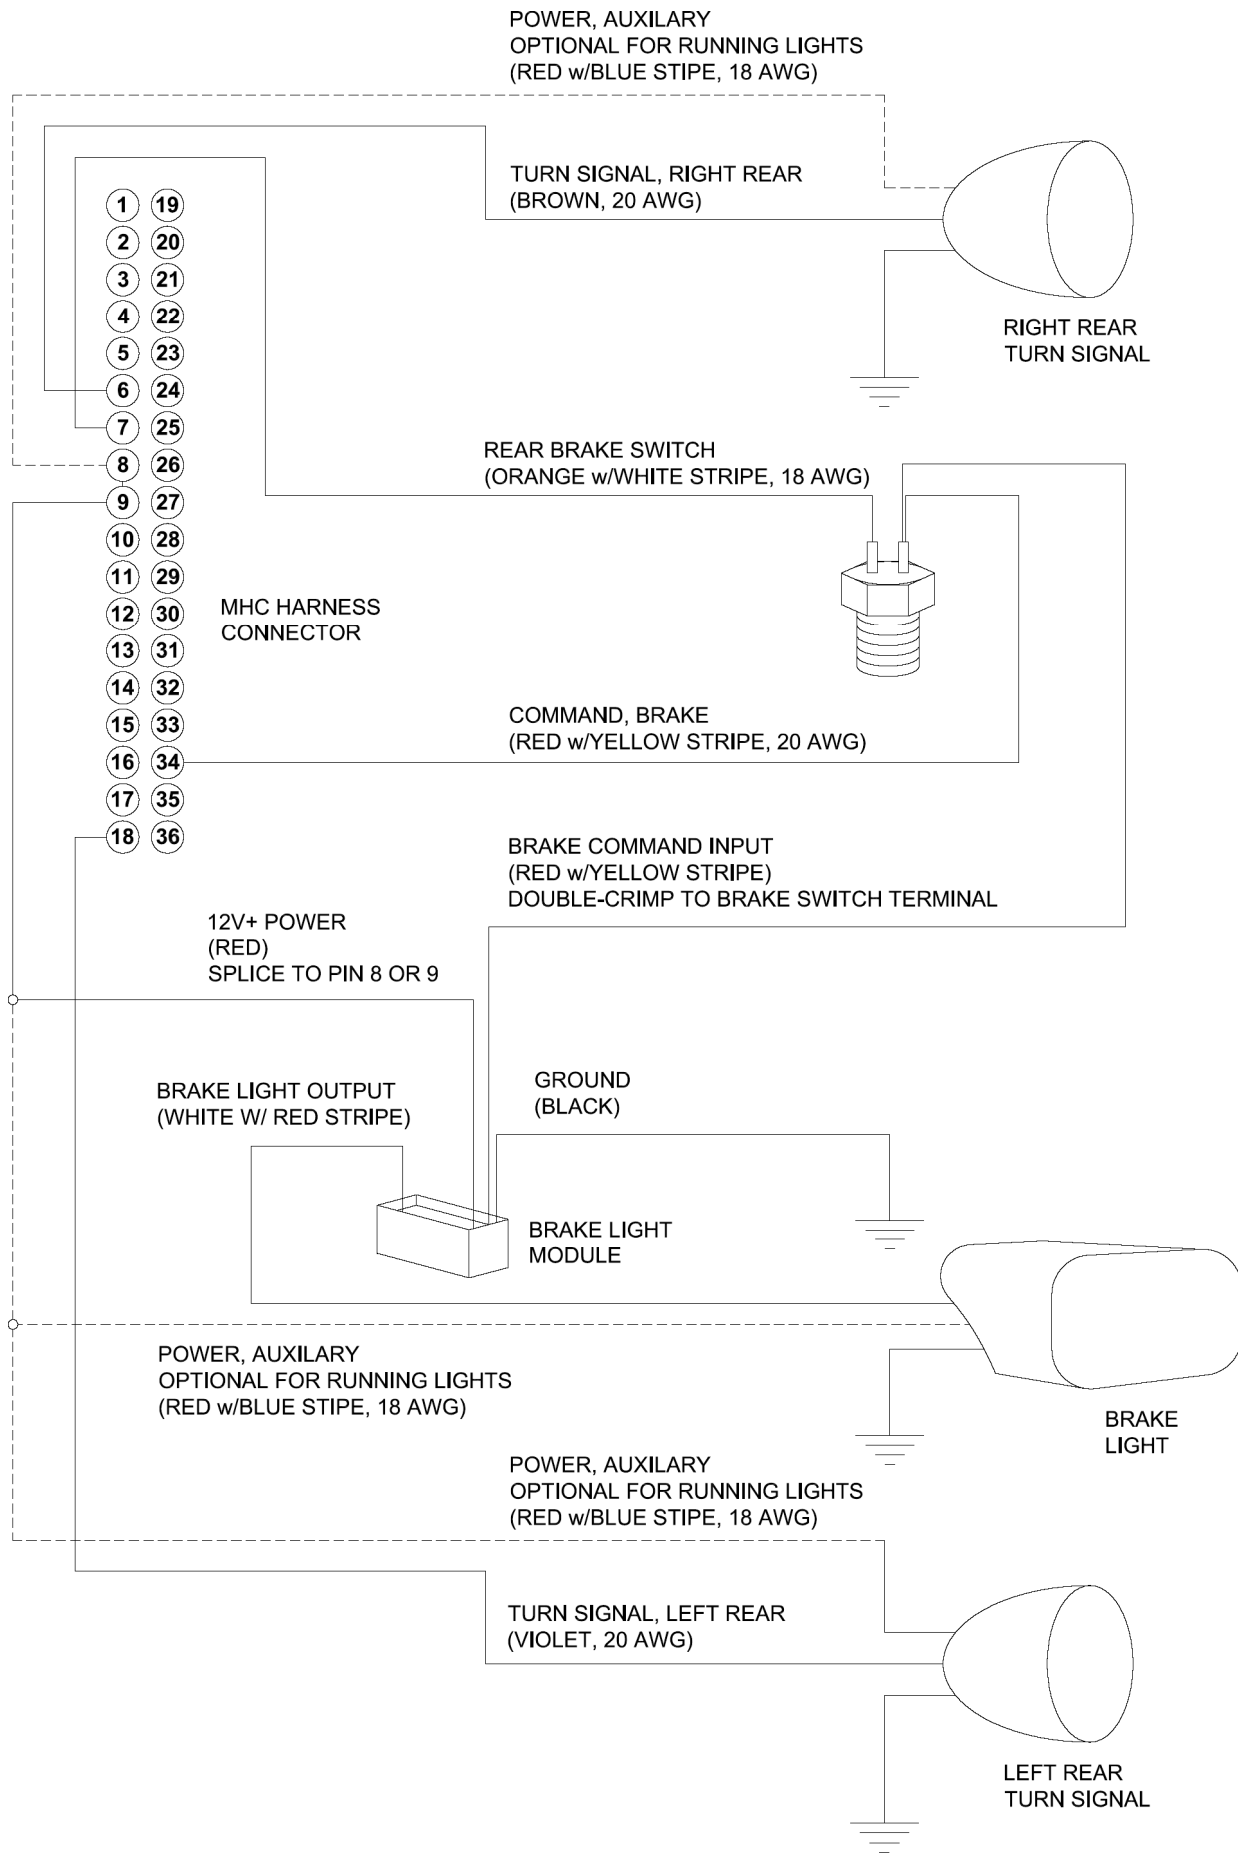 POWER, AUXILARY
OPTIONAL FOR RUNNING LIGHTS
(RED w/BLUE STIPE, 18 AWG)
TURN SIGNAL, RIGHT REAR
(BROWN, 20 AWG)
1 19
2 20
3 21
4 22
5 23
6 24
7 25
8 26
9 27
10 28
11 29
12 30
13 31
14 32
15 33
16 34
17 35
18 36
RIGHT REAR
TURN SIGNAL
REAR BRAKE SWITCH
(ORANGE w/WHITE STRIPE, 18 AWG)
MHC HARNESS
CONNECTOR
COMMAND, BRAKE
(RED w/YELLOW STRIPE, 20 AWG)
BRAKE COMMAND INPUT
(RED w/YELLOW STRIPE)
DOUBLE-CRIMP TO BRAKE SWITCH TERMINAL
12V+ POWER
(RED)
SPLICE TO PIN 8 OR 9
BRAKE LIGHT OUTPUT
(WHITE W/ RED STRIPE)
GROUND
(BLACK)
BRAKE LIGHT
MODULE
POWER, AUXILARY
OPTIONAL FOR RUNNING LIGHTS
(RED w/BLUE STIPE, 18 AWG)
BRAKE
LIGHT
POWER, AUXILARY
OPTIONAL FOR RUNNING LIGHTS
(RED w/BLUE STIPE, 18 AWG)
TURN SIGNAL, LEFT REAR
(VIOLET, 20 AWG)
LEFT REAR
TURN SIGNAL